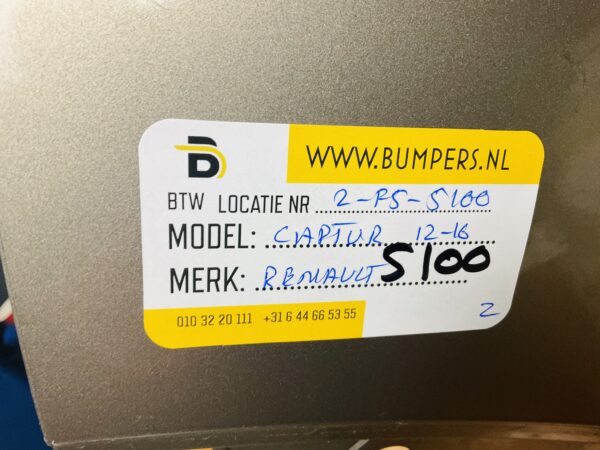 B
WWW.BUMPERS.NL
BTW LOCATIE NR 2-PS-S100
MODEL: CAPTUR 12-16
MERK: RENAULT S100
010 32 20 111 +31 6 44 66 53 55
2